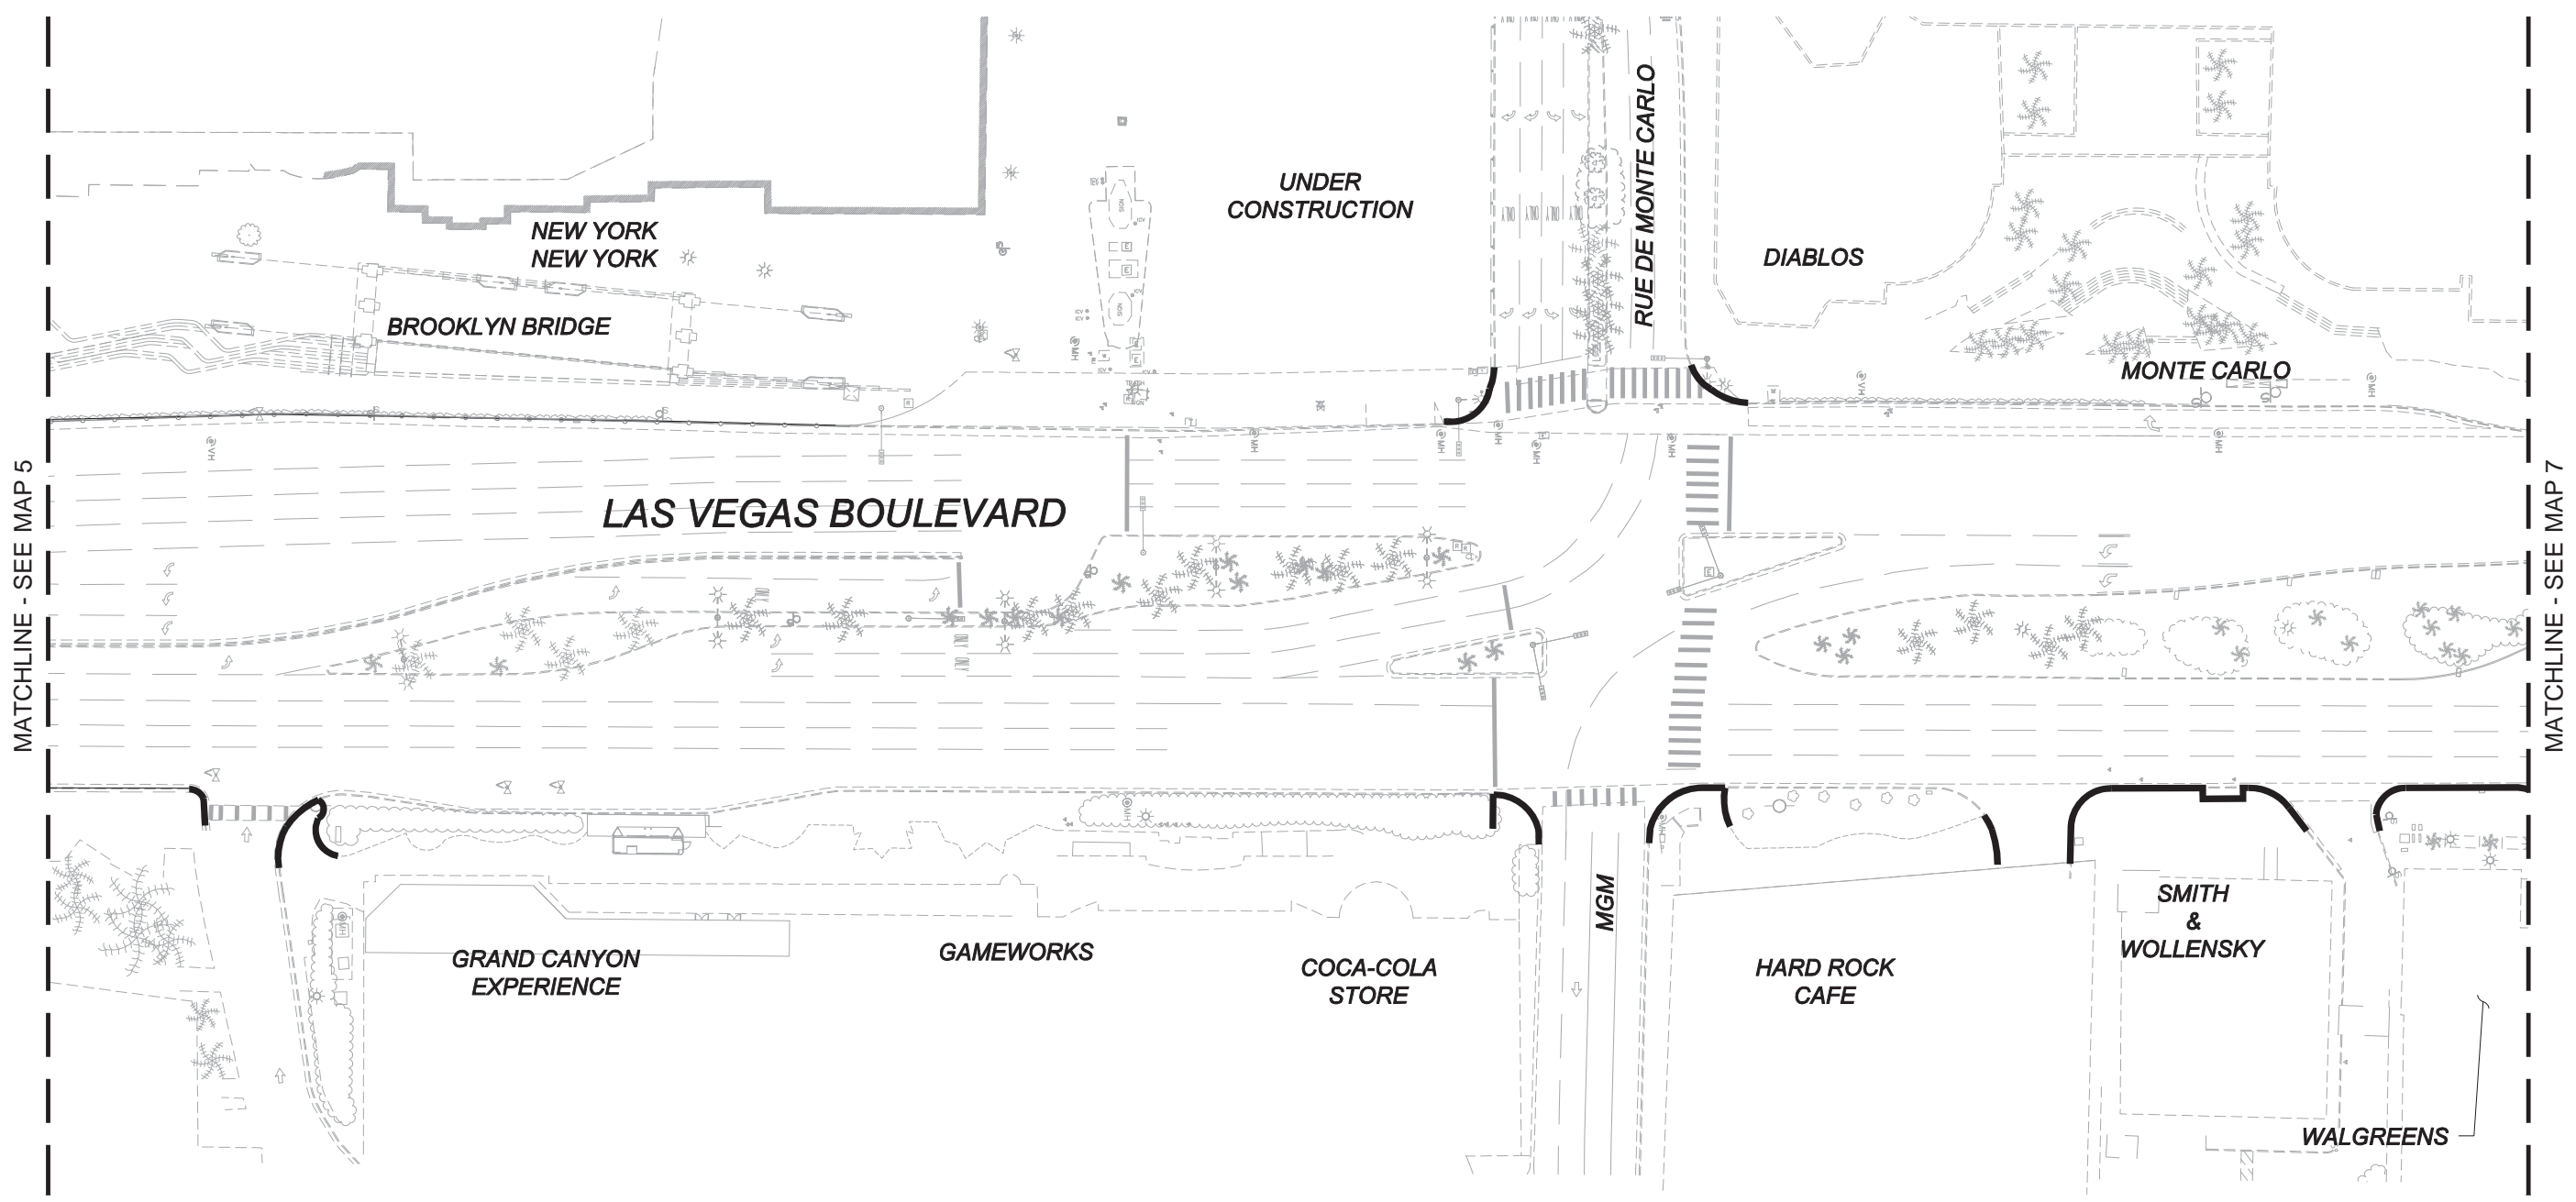 UNDER
CONSTRUCTION
RUE DE MONTE CARLO
NEW YORK
NEW YORK
DIABLOS
BROOKLYN BRIDGE
MONTE CARLO
LAS VEGAS BOULEVARD
MATCHLINE - SEE MAP 5
MATCHLINE - SEE MAP 7
MGM
SMITH
&
WOLLENSKY
GRAND CANYON
EXPERIENCE
GAMEWORKS
COCA-COLA
STORE
HARD ROCK
CAFE
WALGREENS